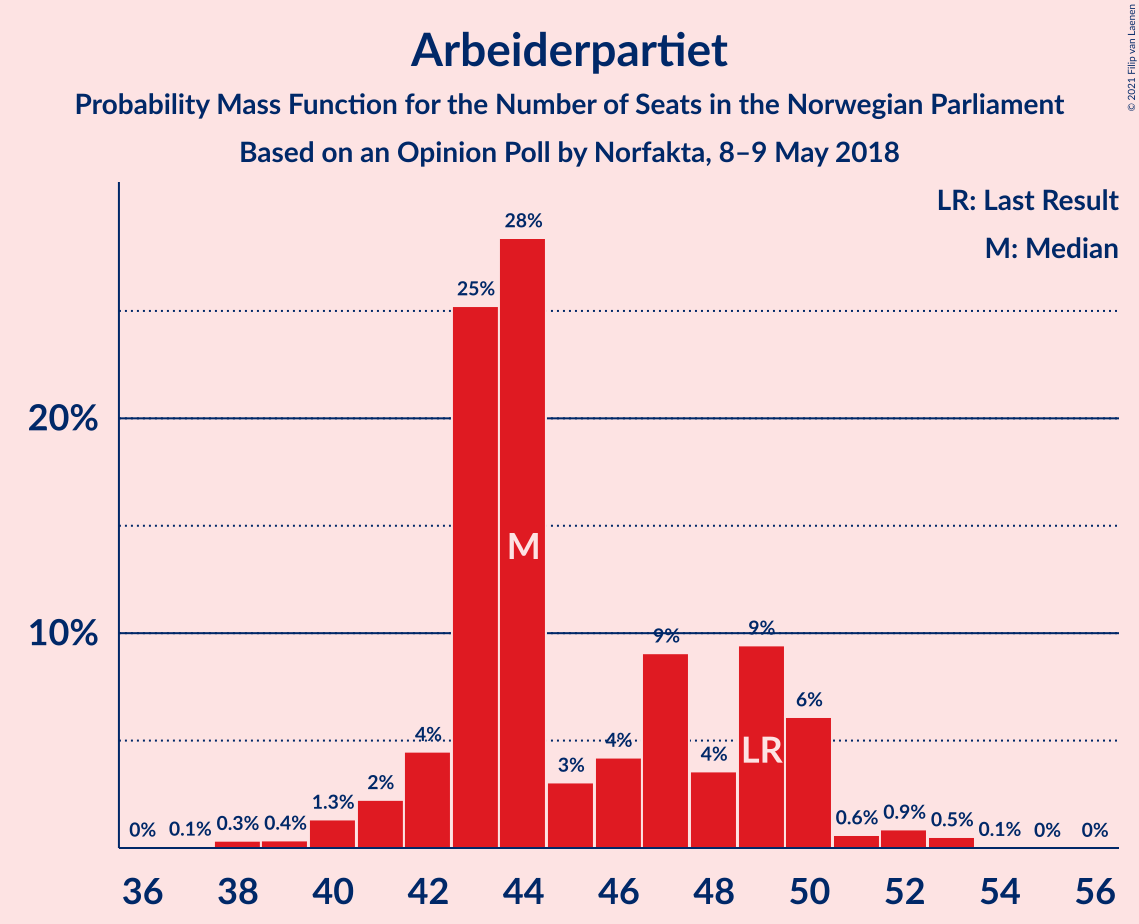 Arbeiderpartiet
Probability Mass Function for the Number of Seats in the Norwegian Parliament
Based on an Opinion Poll by Norfakta, 8–9 May 2018
© 2021 Filip van Laenen
LR: Last Result
M: Median
20%
10%
0% 0.1% 0.3% 0.4% 1.3% 2% 4% 25% 28% 3% 4% 9% 4% 9% 6% 0.6% 0.9% 0.5% 0.1% 0% 0%
M
LR
36 38 40 42 44 46 48 50 52 54 56